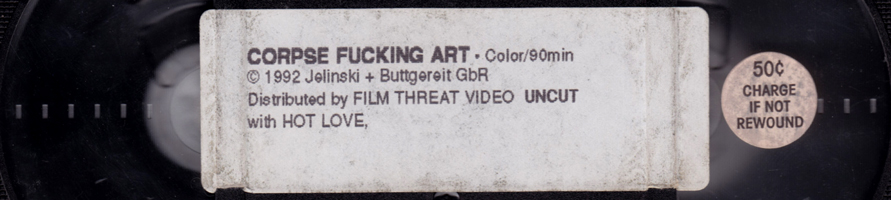 CORPSE FUCKING ART • Color/90min
© 1992 Jelinski + Buttgereit GbR
Distributed by FILM THREAT VIDEO UNCUT
with HOT LOVE,
50¢
CHARGE
IF NOT
REWOUND